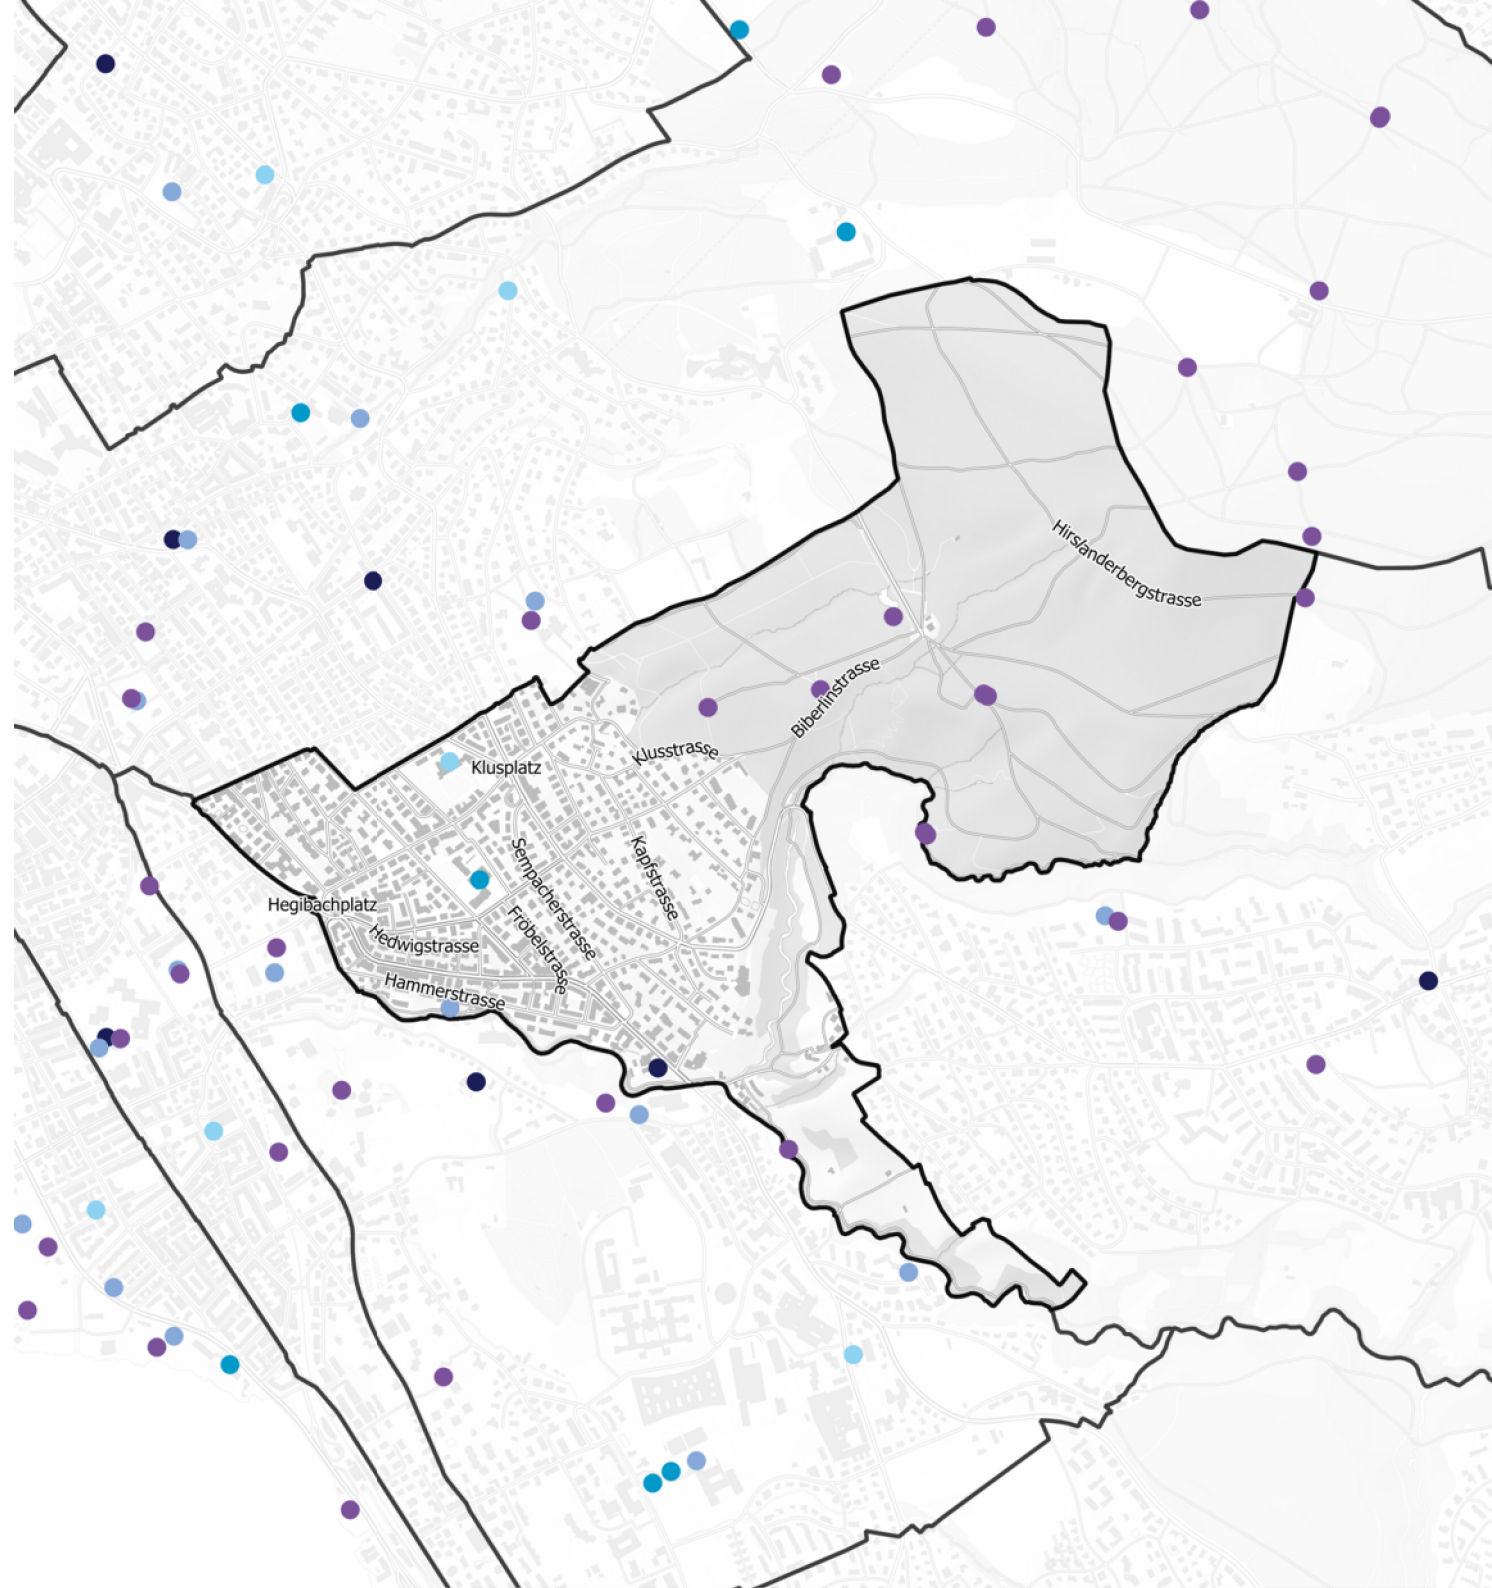 Hirslanderbergstrasse
Biberlinstrasse
Klusstrasse
Klusplatz
Kapfstrasse
Sempacherstrasse
Hegibachplatz
Fröbelstrasse
Hedwigstrasse
Hammerstrasse